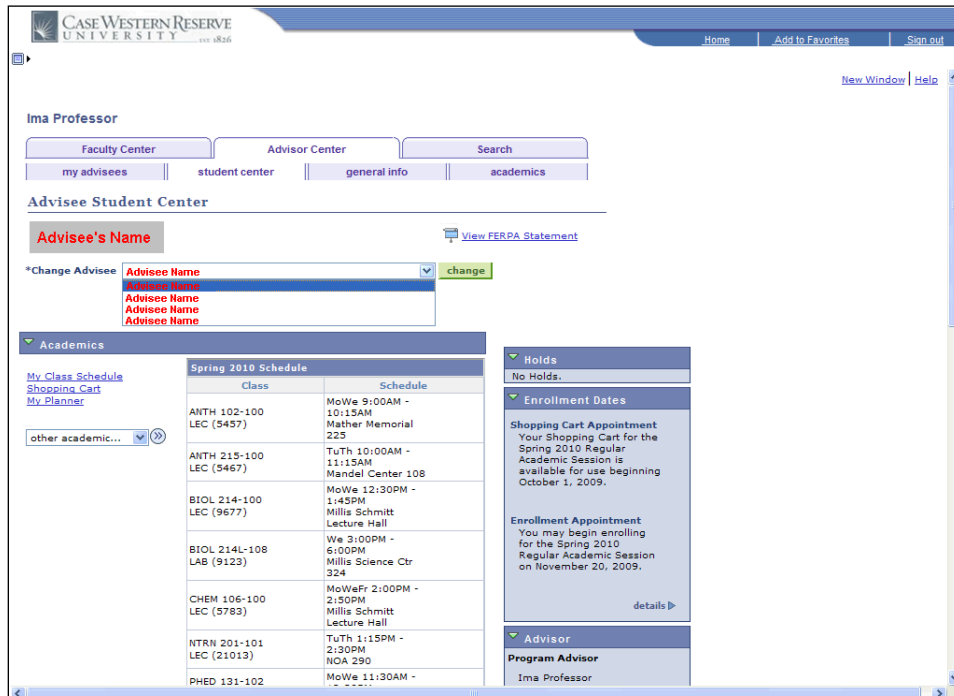 CASE WESTERN RESERVE
UNIVERSITY EST 1826
Home
Add to Favorites
Sign out
New Window
Help
Ima Professor
Faculty Center
Advisor Center
Search
my advisees
student center
general info
academics
Advisee Student Center
Advisee's Name
View FERPA Statement
*Change Advisee
Advisee Name
change
Advisee Name
Advisee Name
Advisee Name
Advisee Name
Academics
My Class Schedule
Shopping Cart
My Planner
other academic...
Spring 2010 Schedule
Class
Schedule
ANTH 102-100
LEC (5457)
MoWe 9:00AM -
10:15AM
Mather Memorial
225
ANTH 215-100
LEC (5467)
TuTh 10:00AM -
11:15AM
Mandel Center 108
BIOL 214-100
LEC (9677)
MoWe 12:30PM -
1:45PM
Millis Schmitt
Lecture Hall
BIOL 214L-108
LAB (9123)
We 3:00PM -
6:00PM
Millis Science Ctr
324
CHEM 106-100
LEC (5783)
MoWeFr 2:00PM -
2:50PM
Millis Schmitt
Lecture Hall
NTRN 201-101
LEC (21013)
TuTh 1:15PM -
2:30PM
NOA 290
PHED 131-102
MoWe 11:30AM -
Holds
No Holds.
Enrollment Dates
Shopping Cart Appointment
Your Shopping Cart for the
Spring 2010 Regular
Academic Session is
available for use beginning
October 1, 2009.
Enrollment Appointment
You may begin enrolling
for the Spring 2010
Regular Academic Session
on November 20, 2009.
details
Advisor
Program Advisor
Ima Professor